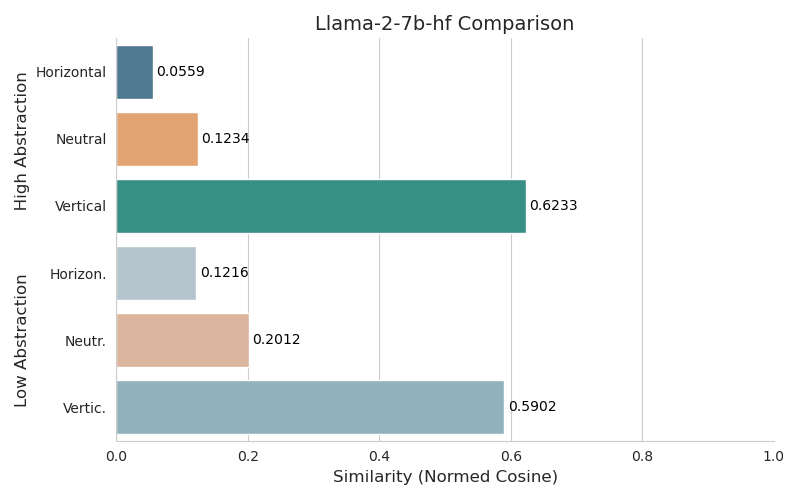 Llama-2-7b-hf Comparison
High Abstraction
Horizontal
0.0559
Neutral
0.1234
Vertical
0.6233
Low Abstraction
Horizon.
0.1216
Neutr.
0.2012
Vertic.
0.5902
0.0 0.2 0.4 0.6 0.8 1.0
Similarity (Normed Cosine)